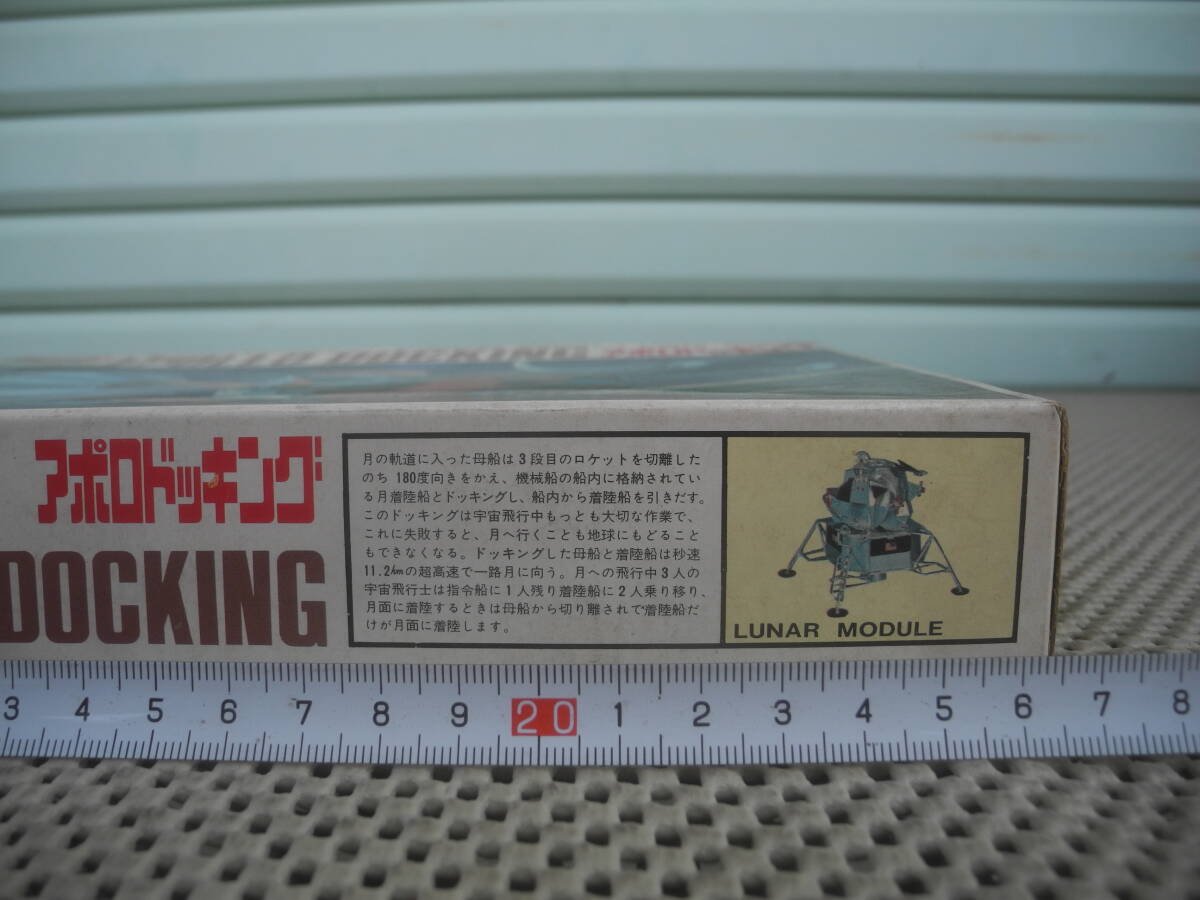 DOCKING アポロドッキング
アポロドッキング
DOCKING
月の軌道に入った母船は3段目のロケットを切離した
のち 180度向きをかえ、機械船の船内に格納されてい
る月着陸船とドッキングし、船内から着陸船を引きだす。
このドッキングは宇宙飛行中もっとも大切な作業で、
これに失敗すると、月へ行くことも地球にもどること
もできなくなる。ドッキングした母船と着陸船は秒速
11.2kmの超高速で一路月に向う。月への飛行中3人の
宇宙飛行士は指令船に1人残り着陸船に2人乗り移り、
月面に着陸するときは母船から切り離されて着陸船だ
けが月面に着陸します。
LUNAR MODULE
3 4 5 6 7 8 9 20 1 2 3 4 5 6 7 8